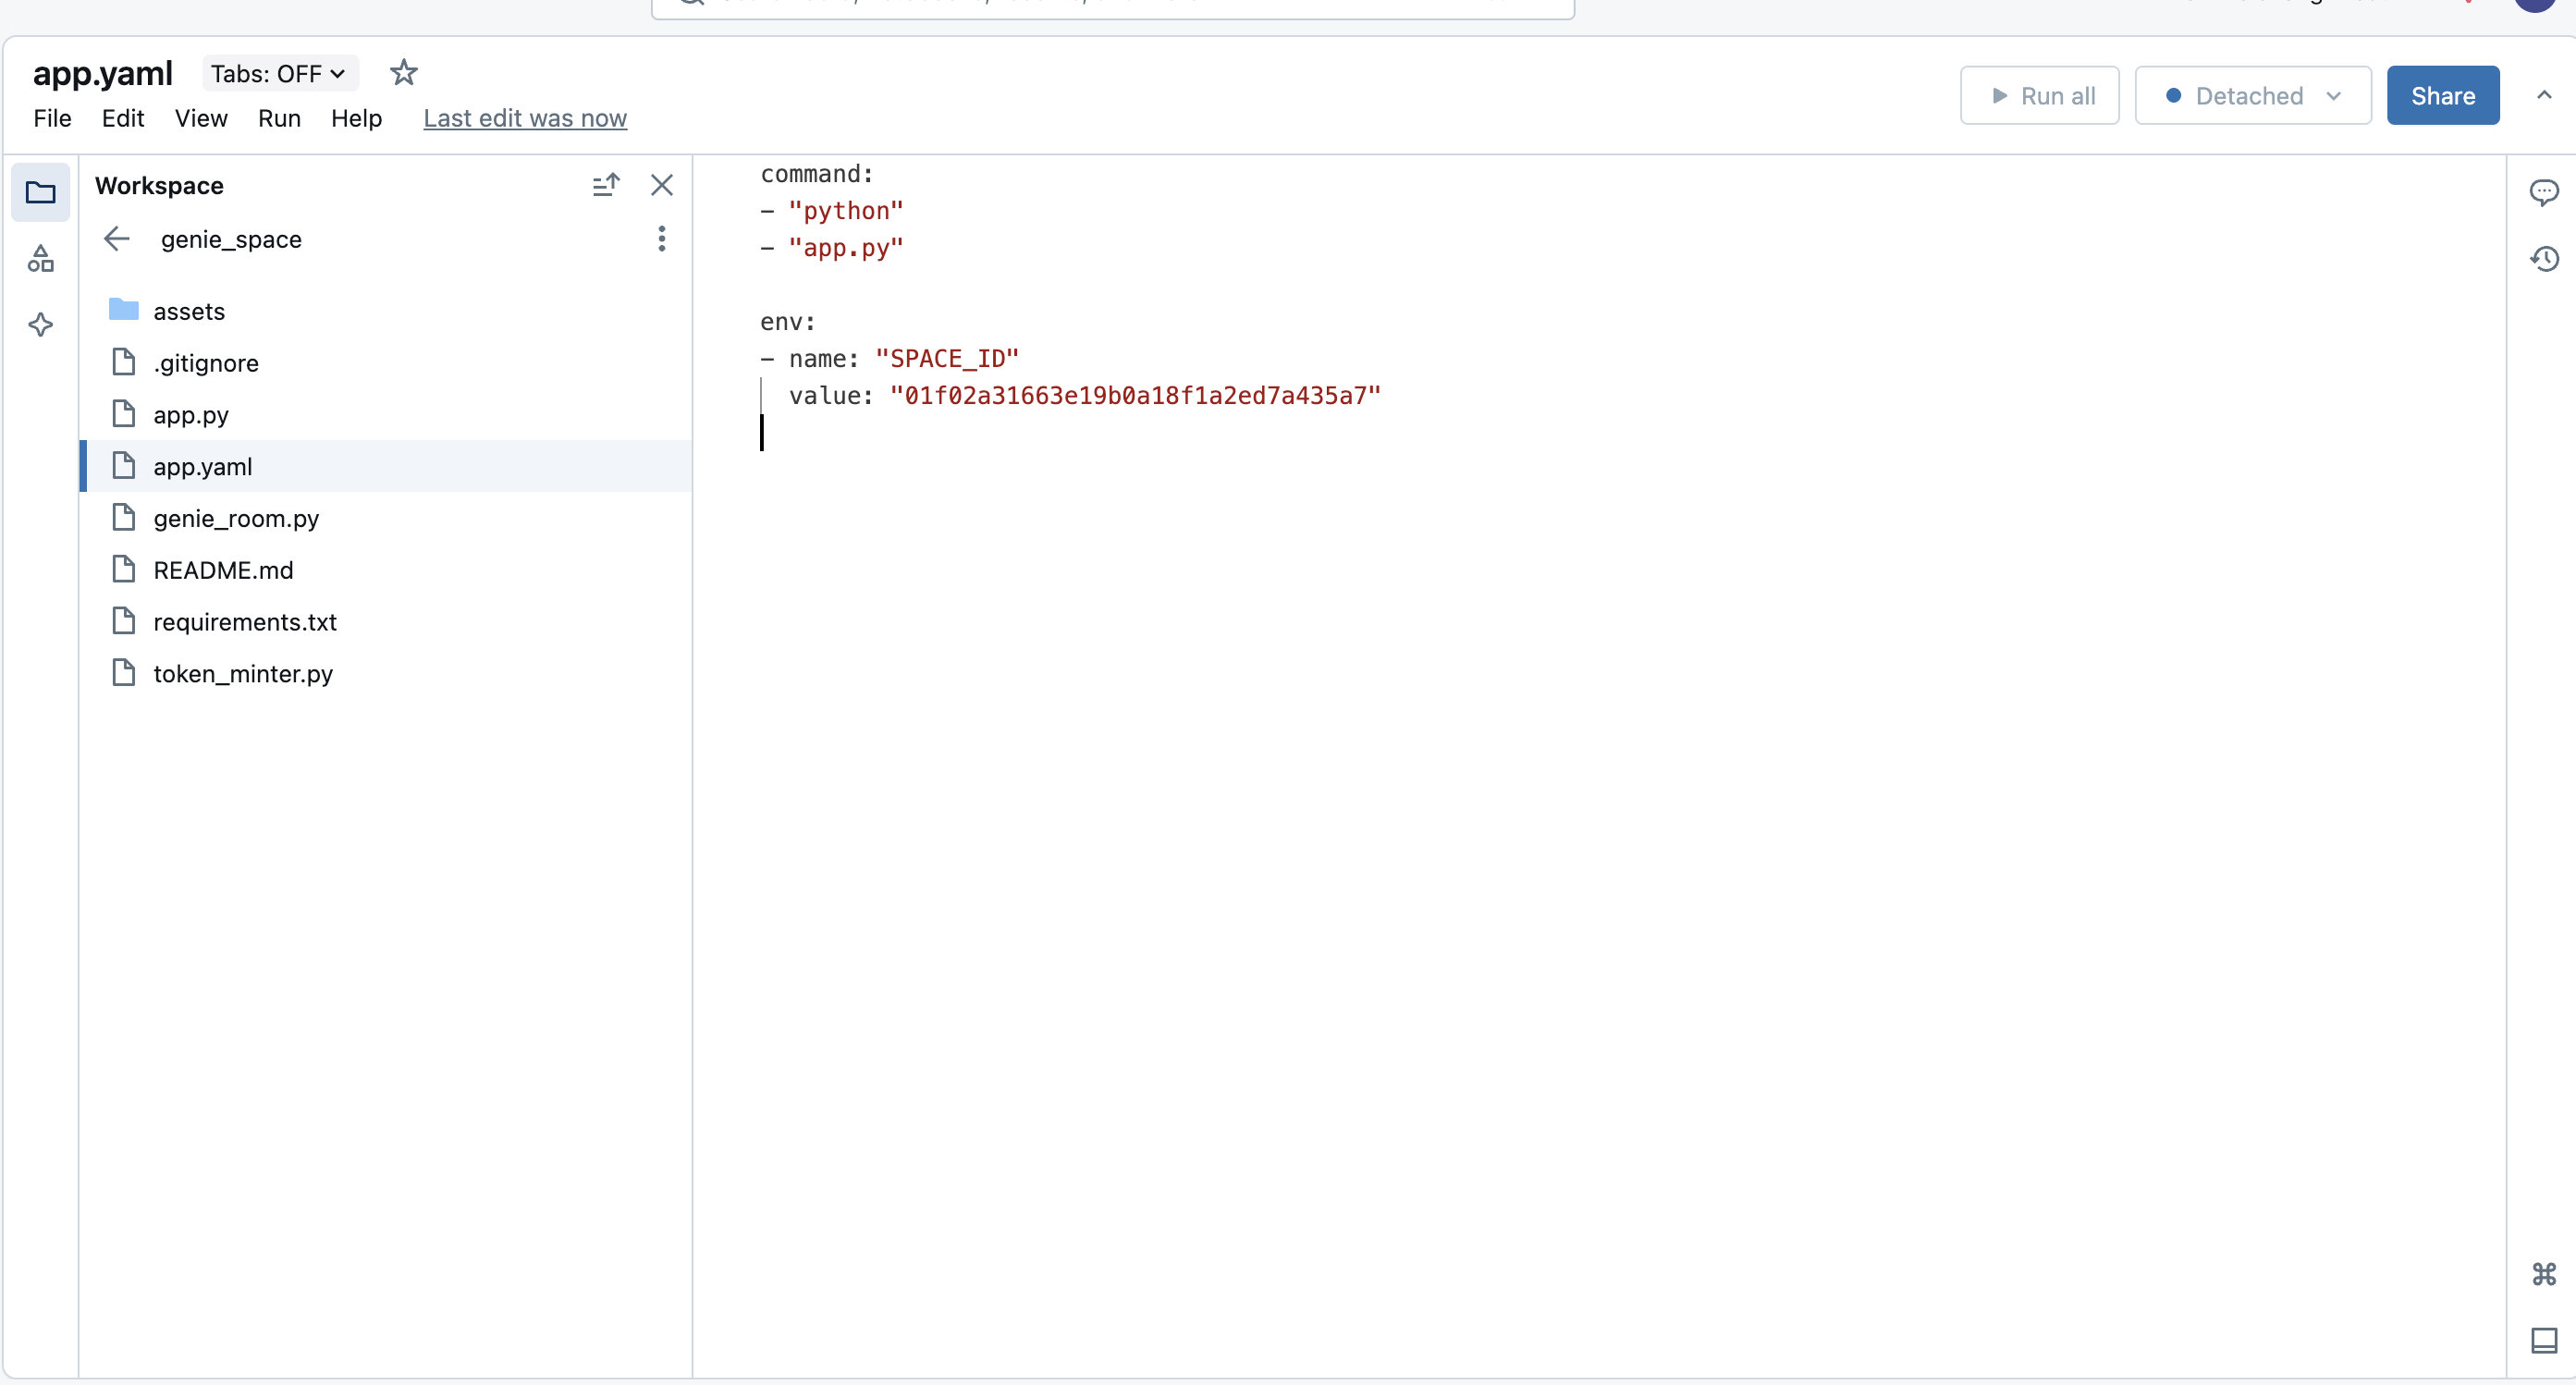 app.yaml Tabs: OFF
File Edit View Run Help Last edit was now
Run all Detached Share
Workspace
genie_space
assets
.gitignore
app.py
app.yaml
genie_room.py
README.md
requirements.txt
token_minter.py
command:
- "python"
- "app.py"
env:
- name: "SPACE_ID"
value: "01f02a31663e19b0a18f1a2ed7a435a7"